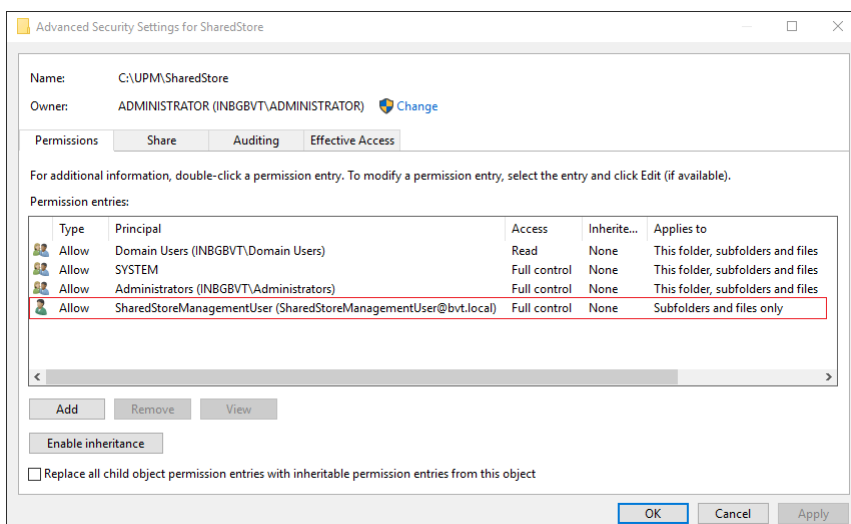 Advanced Security Settings for SharedStore
Name: C:\UPM\SharedStore
Owner: ADMINISTRATOR (INBGBVT\ADMINISTRATOR) Change
Permissions Share Auditing Effective Access
For additional information, double-click a permission entry. To modify a permission entry, select the entry and click Edit (if available).
Permission entries:
Type Principal Access Inherite... Applies to
Allow Domain Users (INBGBVT\Domain Users) Read None This folder, subfolders and files
Allow SYSTEM Full control None This folder, subfolders and files
Allow Administrators (INBGBVT\Administrators) Full control None This folder, subfolders and files
Allow SharedStoreManagementUser (SharedStoreManagementUser@bvt.local) Full control None Subfolders and files only
Add Remove View
Enable inheritance
Replace all child object permission entries with inheritable permission entries from this object
OK Cancel Apply